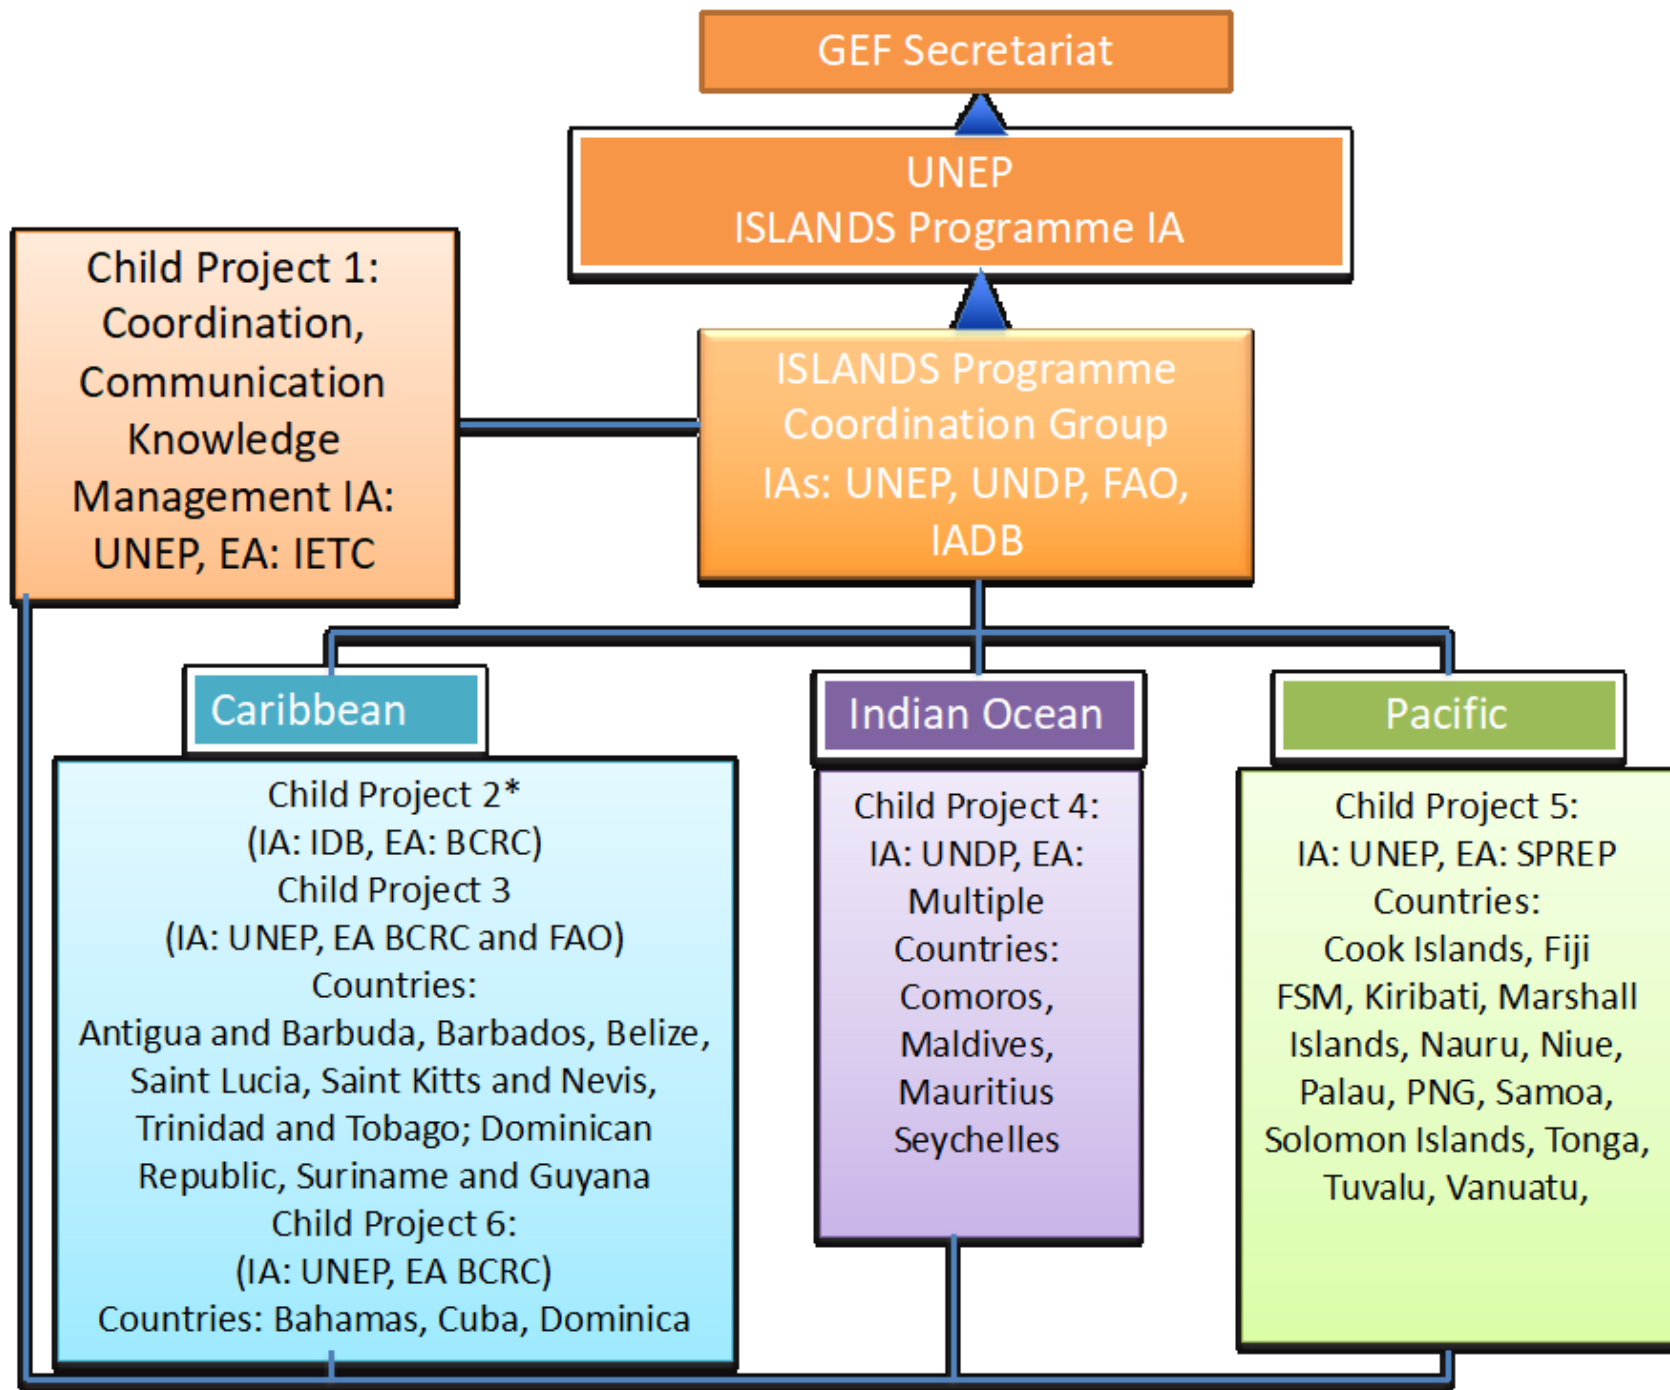 GEF Secretariat
UNEP
ISLANDS Programme IA
Child Project 1:
Coordination,
Communication
Knowledge
Management IA:
UNEP, EA: IETC
ISLANDS Programme
Coordination Group
IAs: UNEP, UNDP, FAO,
IADB
Caribbean
Child Project 2*
(IA: IDB, EA: BCRC)
Child Project 3
(IA: UNEP, EA BCRC and FAO)
Countries:
Antigua and Barbuda, Barbados, Belize,
Saint Lucia, Saint Kitts and Nevis,
Trinidad and Tobago; Dominican
Republic, Suriname and Guyana
Child Project 6:
(IA: UNEP, EA BCRC)
Countries: Bahamas, Cuba, Dominica
Indian Ocean
Child Project 4:
IA: UNDP, EA:
Multiple
Countries:
Comoros,
Maldives,
Mauritius
Seychelles
Pacific
Child Project 5:
IA: UNEP, EA: SPREP
Countries:
Cook Islands, Fiji
FSM, Kiribati, Marshall
Islands, Nauru, Niue,
Palau, PNG, Samoa,
Solomon Islands, Tonga,
Tuvalu, Vanuatu,